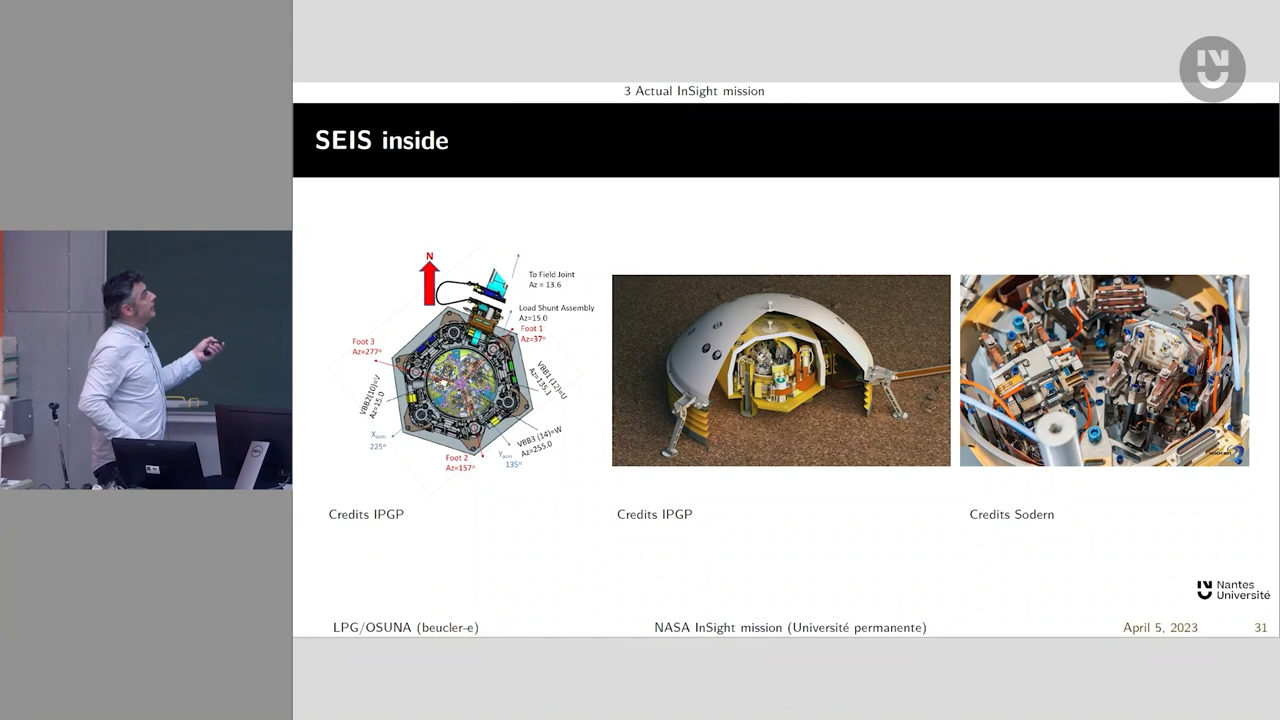 3 Actual InSight mission
SEIS inside
N
To Field Joint
Az = 13.6
Load Shunt Assembly
Az=15.0
Foot 1
Az=37°
Foot 3
Az=277°
VBB1 (12)=U
Az=135.1
VBB2(10)=V
Az=15.0
VBB3 (14)=W
Az=255.0
225°
135°
Foot 2
Az=157°
Credits IPGP
Credits IPGP
Credits Sodern
DELL
Nantes
Université
LPG/OSUNA (beucler-e)
NASA InSight mission (Université permanente)
April 5, 2023
31